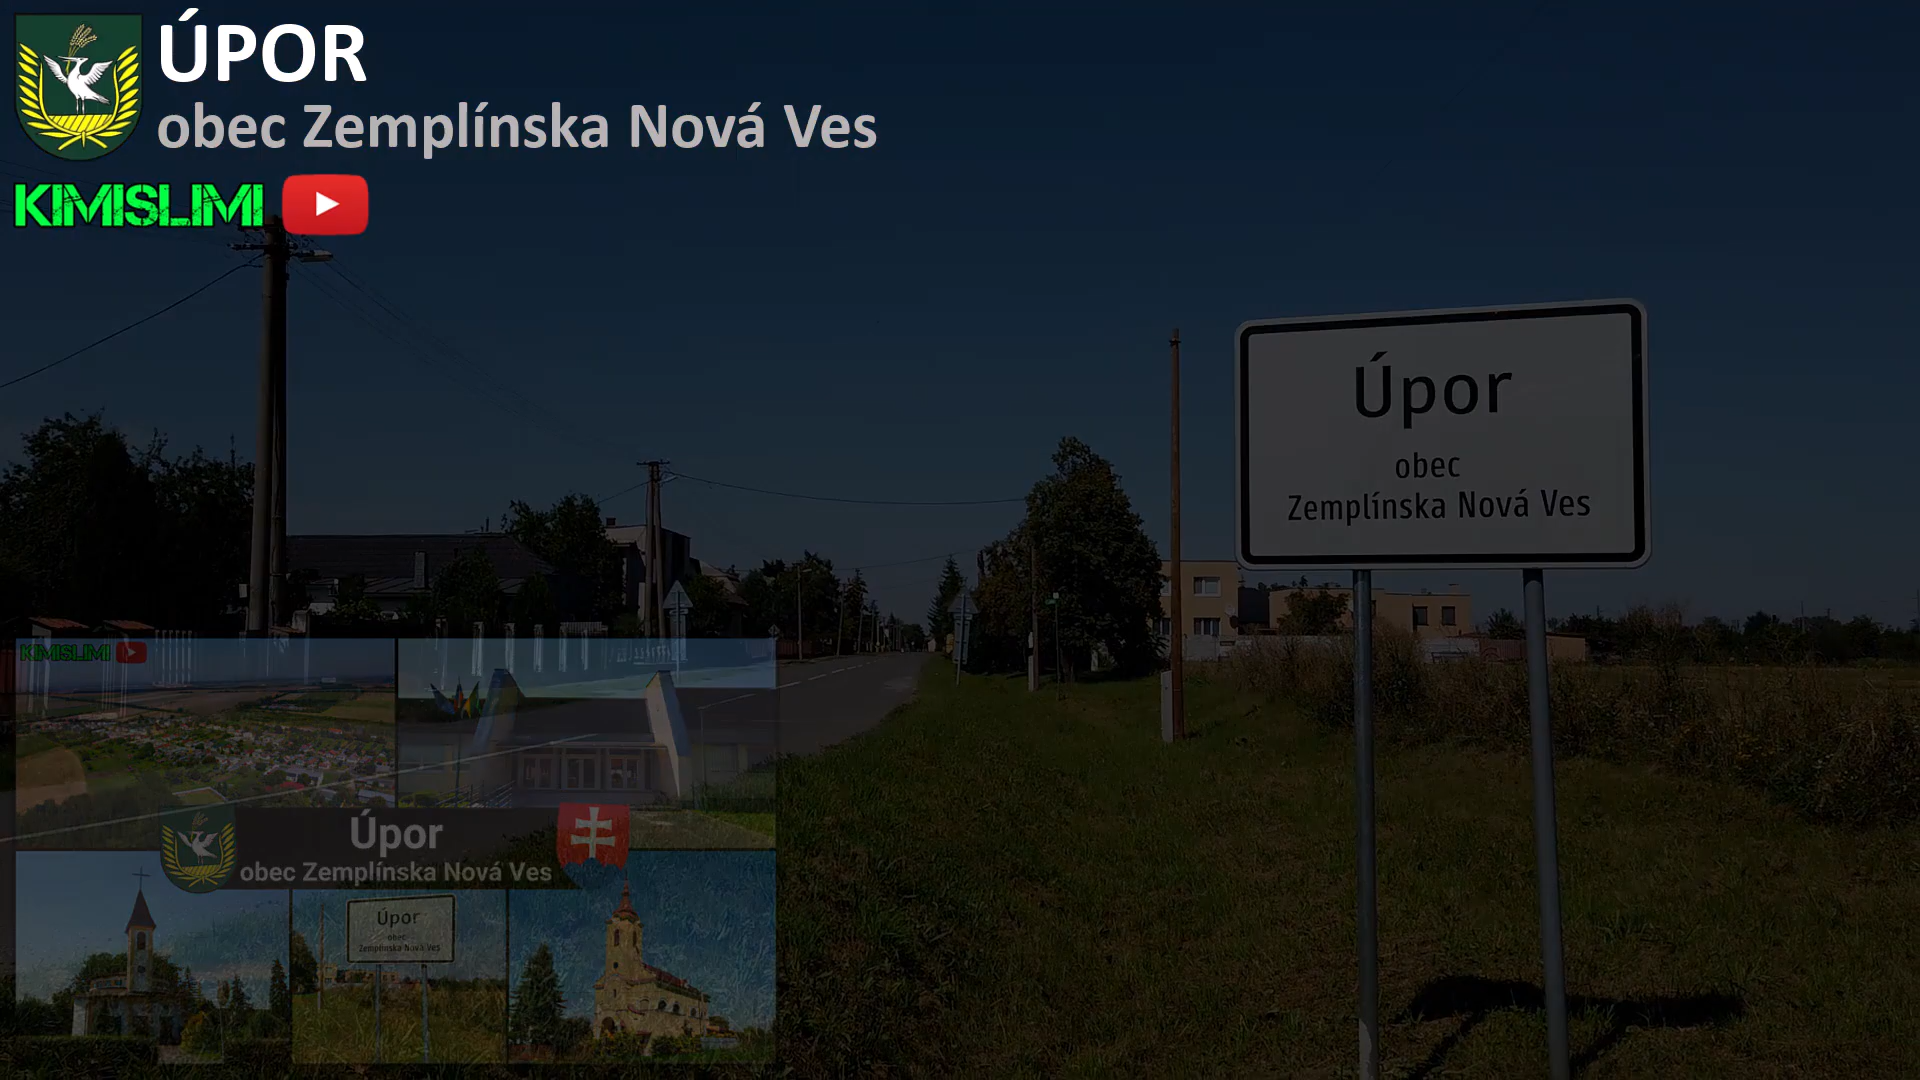 ÚPOR
obec Zemplínska Nová Ves
KIMISLIMI
Úpor
obec
Zemplínska Nová Ves
KIMISLIMI
Úpor
obec Zemplínska Nová Ves
Úpor
obec
Zemplínska Nová Ves